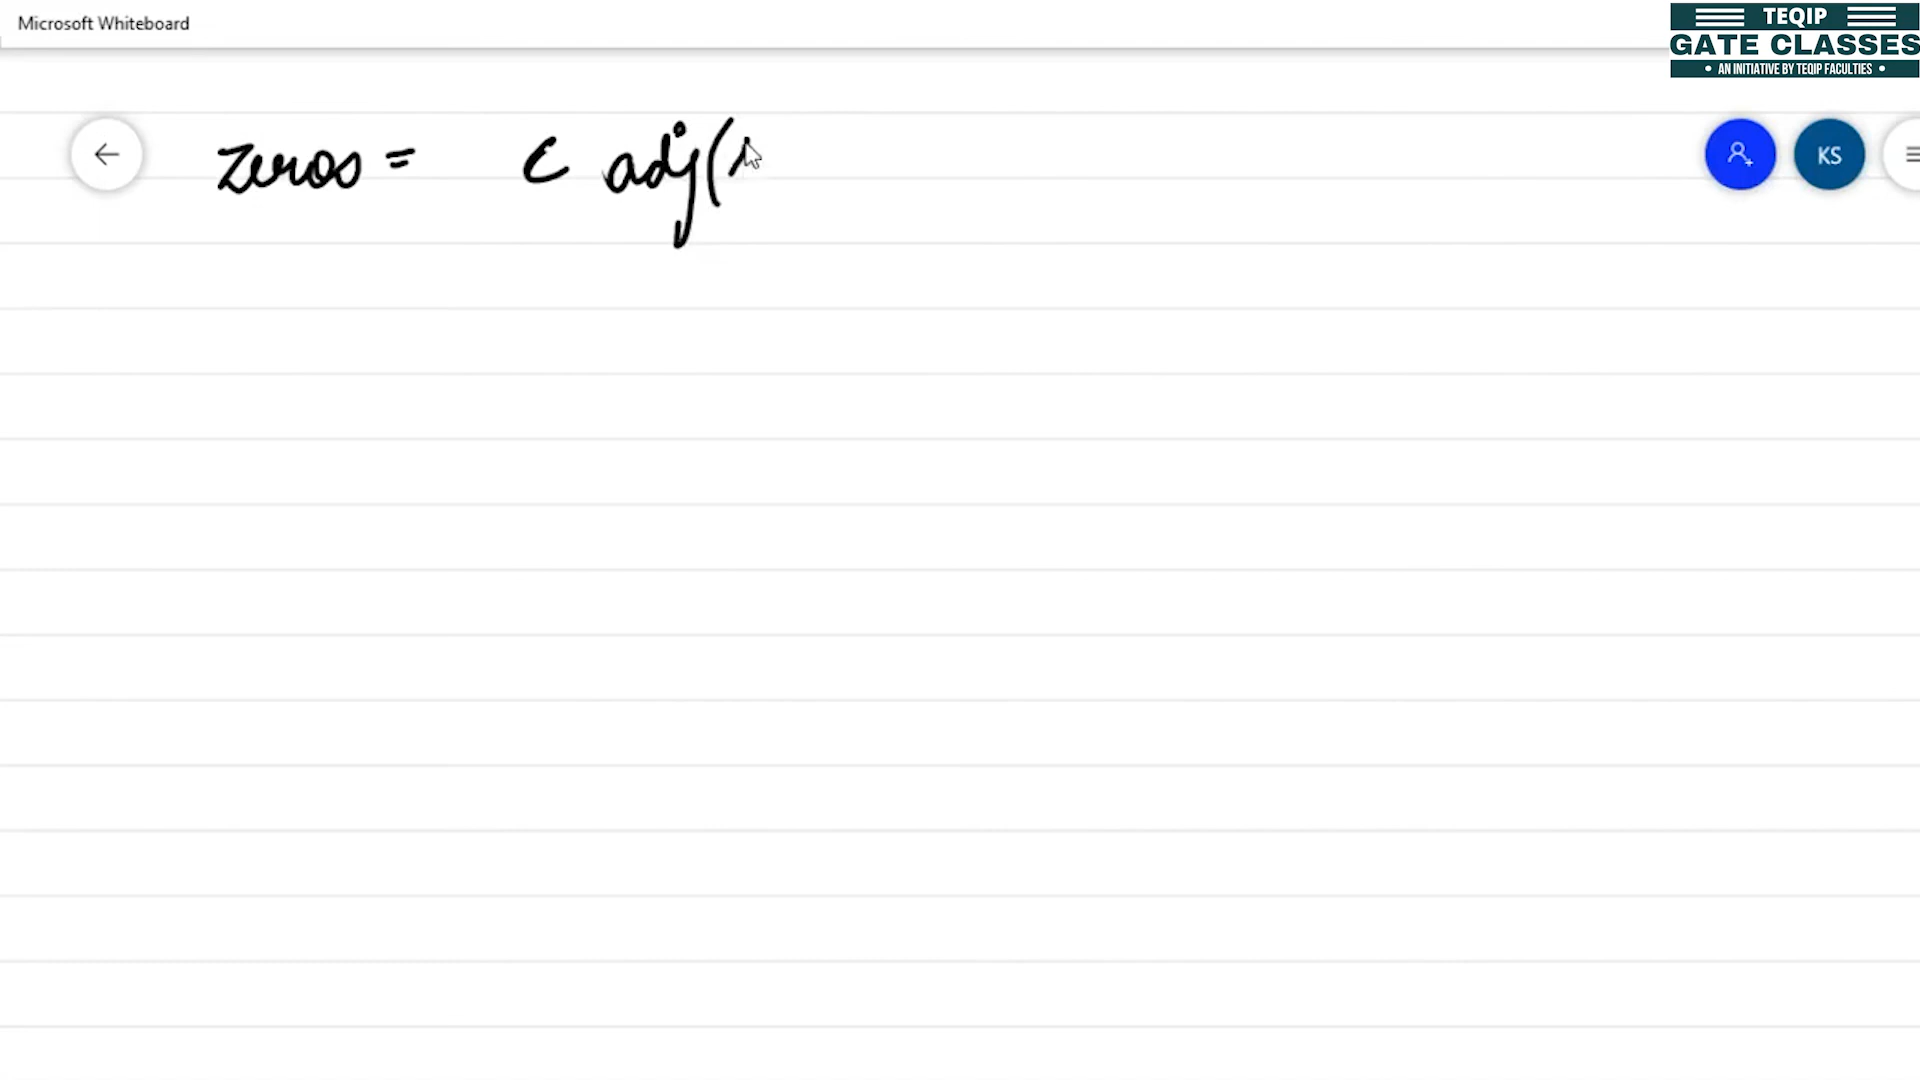 Microsoft Whiteboard
TEQIP
GATE CLASSES
• AN INITIATIVE BY TEQIP FACULTIES •
zeros = C adj(
KS